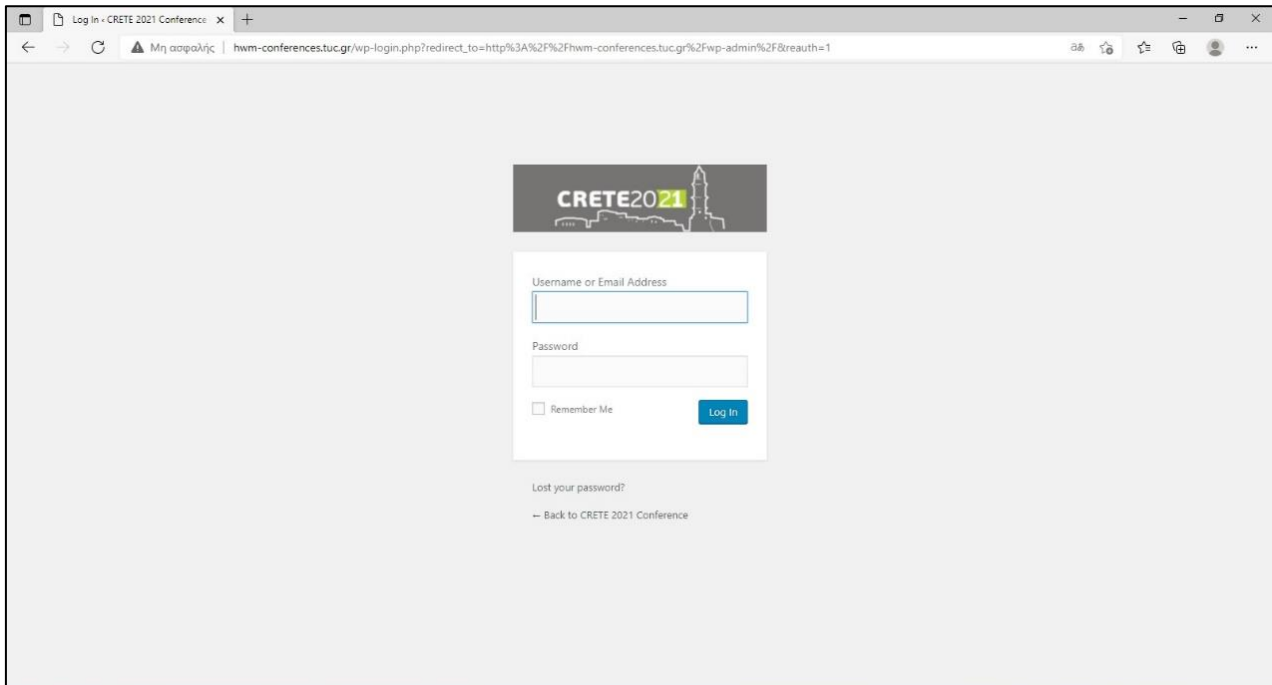 Log In ‹ CRETE 2021 Conference
Μη ασφαλής | hwm-conferences.tuc.gr/wp-login.php?redirect_to=http%3A%2F%2Fhwm-conferences.tuc.gr%2Fwp-admin%2F&reauth=1
CRETE2021
Username or Email Address
Password
Remember Me
Log In
Lost your password?
← Back to CRETE 2021 Conference